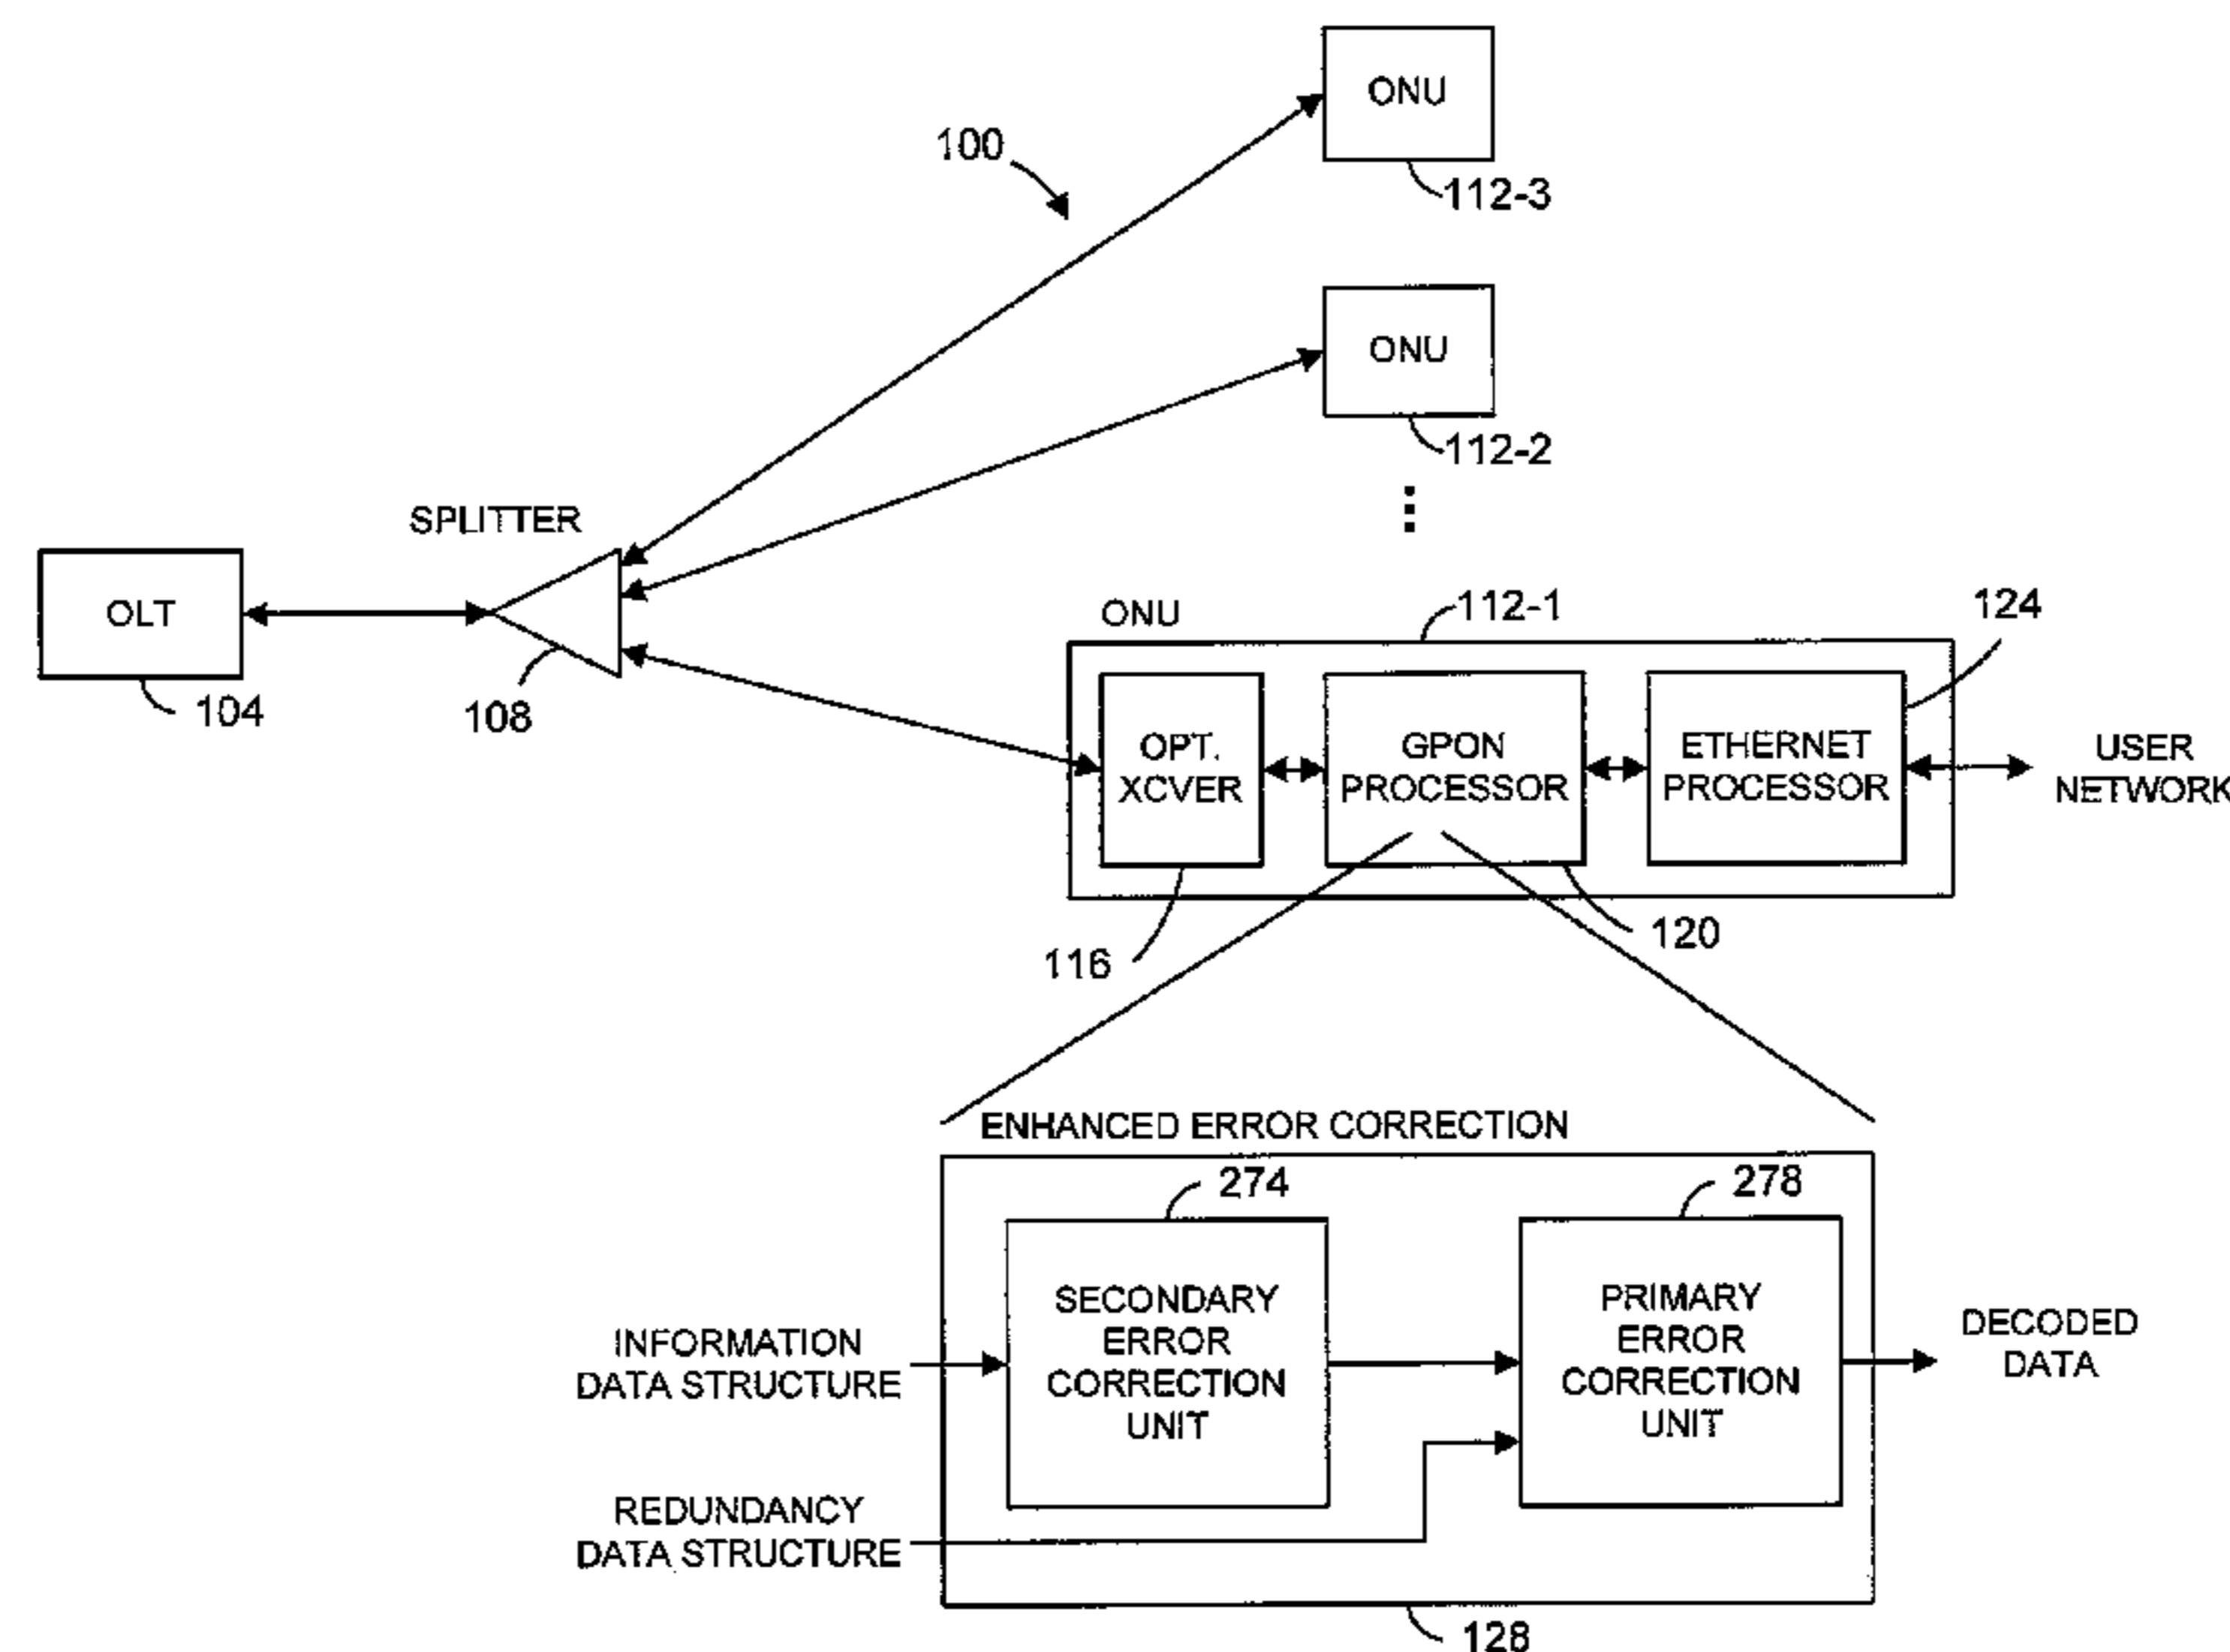 ONU
100
112-3
ONU
112-2
SPLITTER
OLT
104
108
ONU
112-1
124
OPT.
XCVER
GPON
PROCESSOR
ETHERNET
PROCESSOR
USER
NETWORK
116
120
ENHANCED ERROR CORRECTION
274
278
SECONDARY
ERROR
CORRECTION
UNIT
PRIMARY
ERROR
CORRECTION
UNIT
INFORMATION
DATA STRUCTURE
DECODED
DATA
REDUNDANCY
DATA STRUCTURE
128